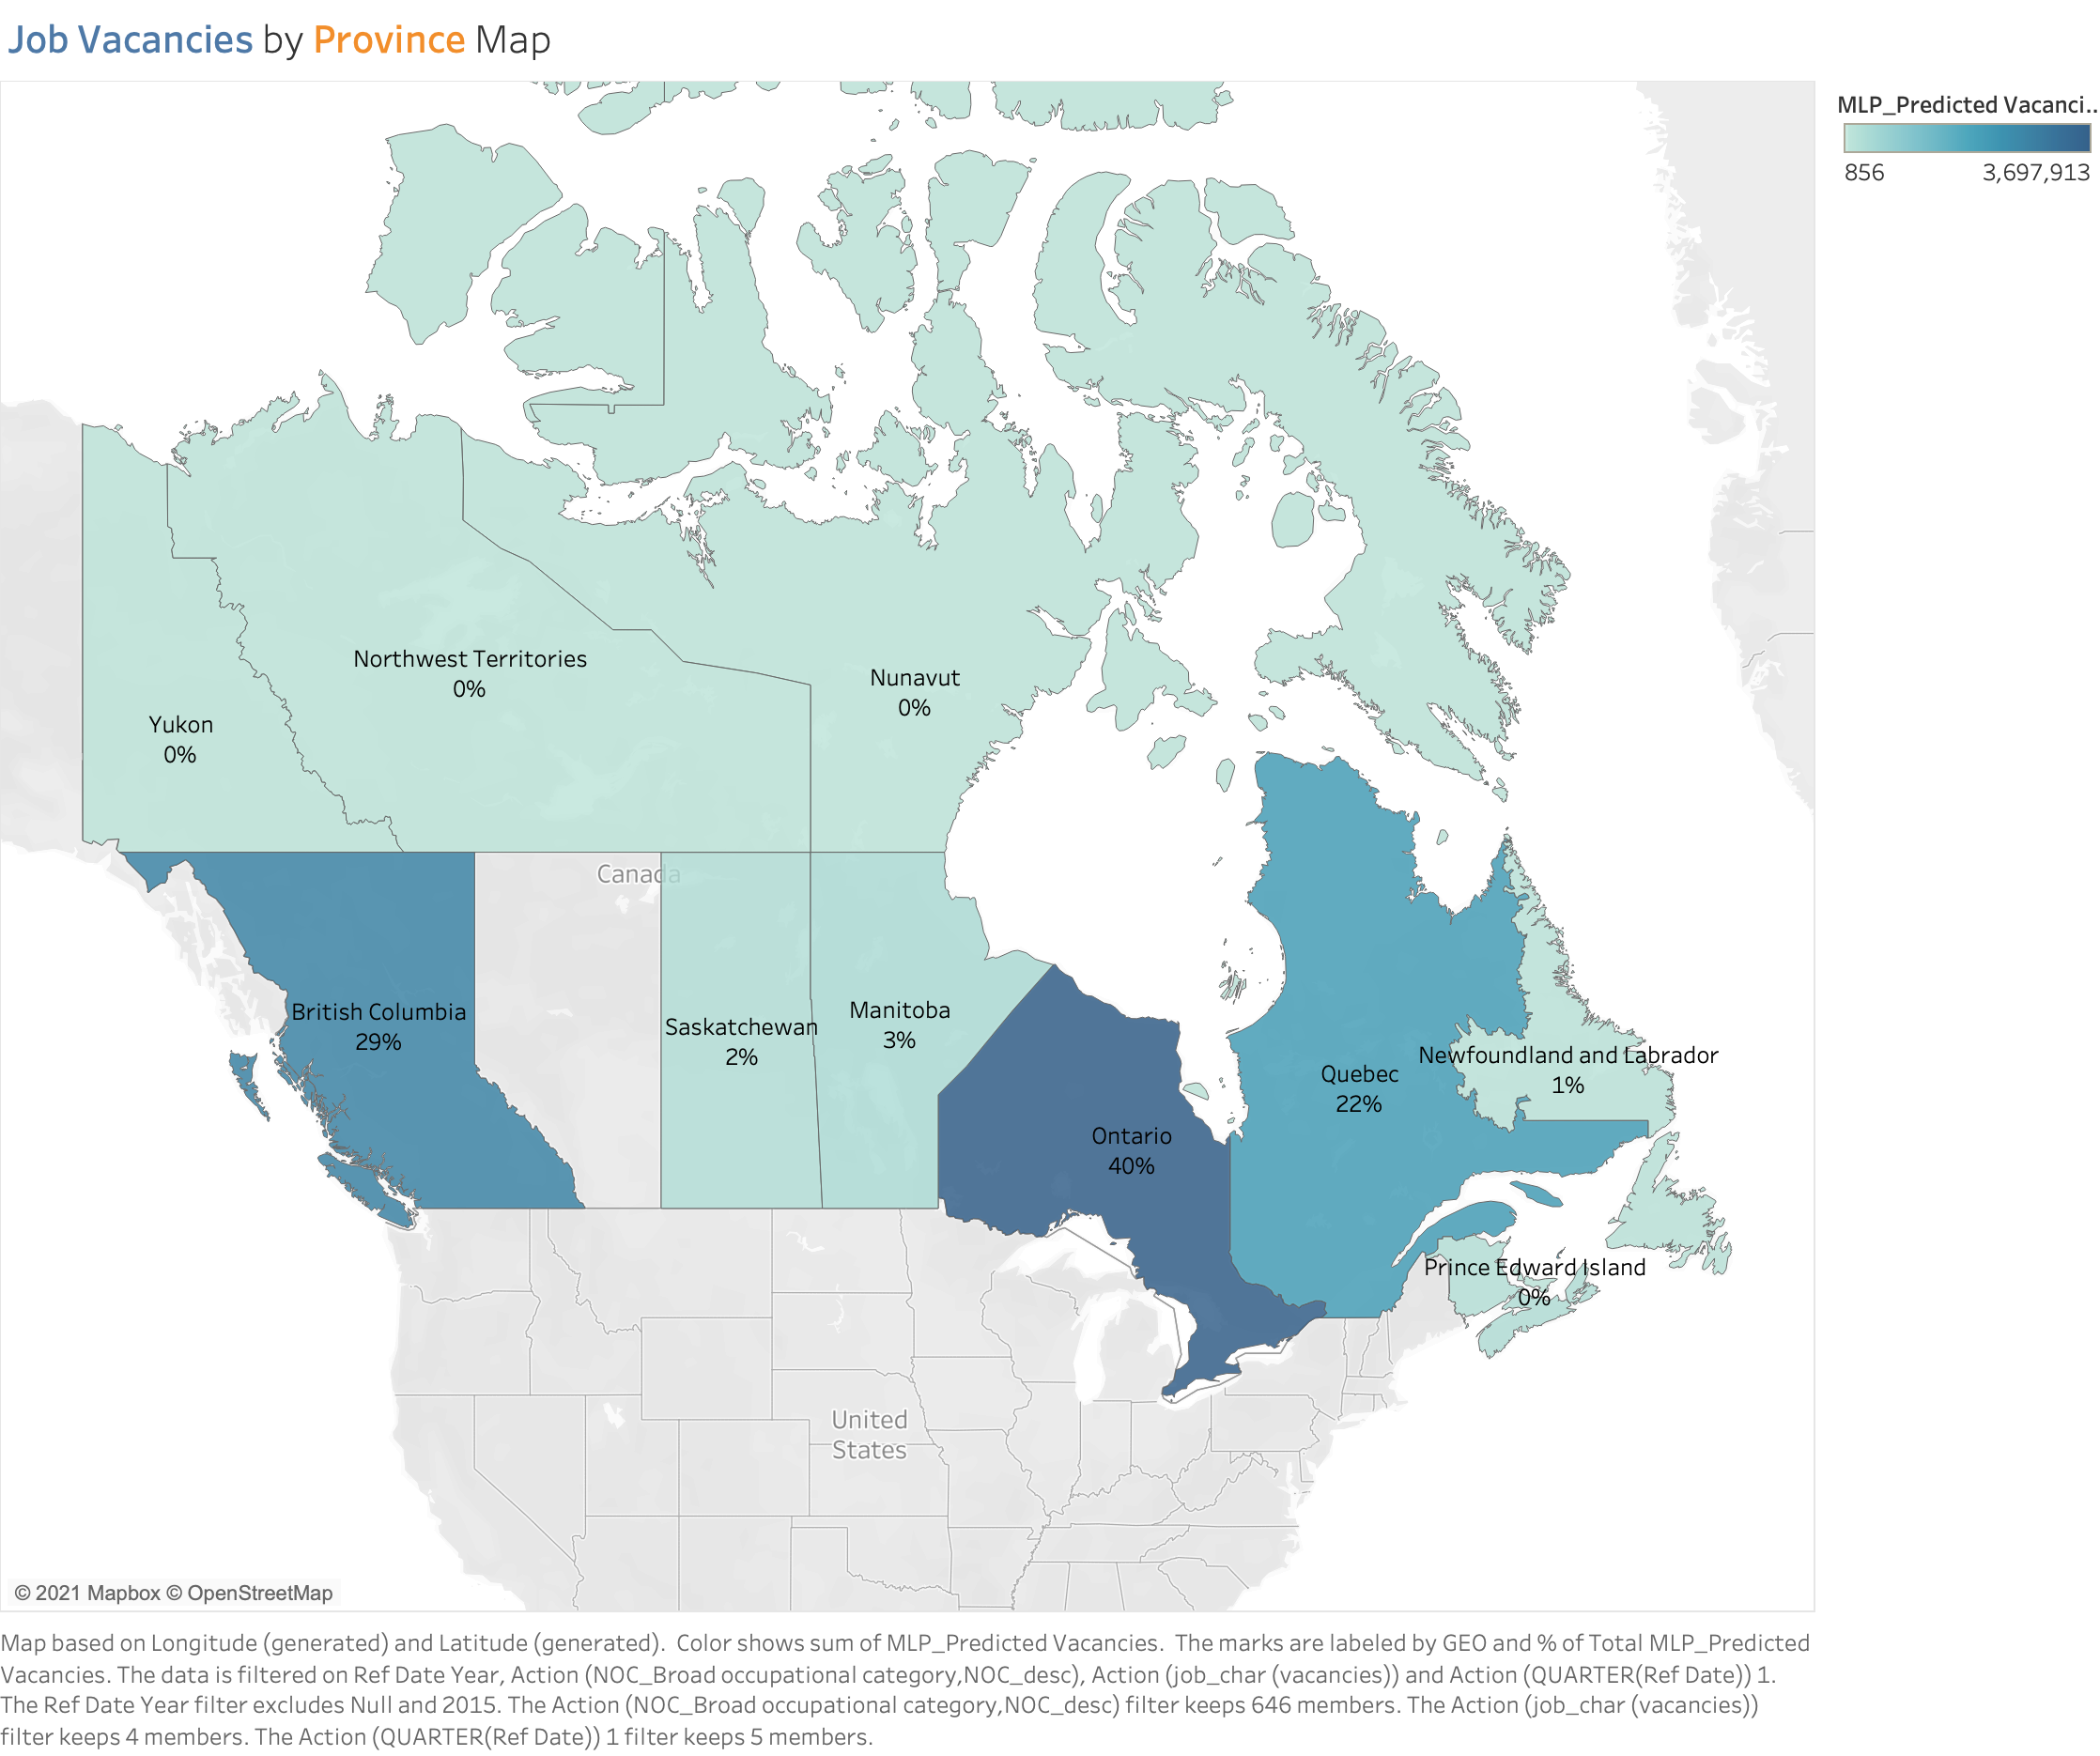 Job Vacancies by Province Map
MLP_Predicted Vacanci..
856 3,697,913
Northwest Territories
0%
Nunavut
0%
Yukon
0%
Canada
British Columbia
29%
Saskatchewan
2%
Manitoba
3%
Ontario
40%
Quebec
22%
Newfoundland and Labrador
1%
Prince Edward Island
0%
United
States
© 2021 Mapbox © OpenStreetMap
Map based on Longitude (generated) and Latitude (generated).  Color shows sum of MLP_Predicted Vacancies.  The marks are labeled by GEO and % of Total MLP_Predicted
Vacancies. The data is filtered on Ref Date Year, Action (NOC_Broad occupational category,NOC_desc), Action (job_char (vacancies)) and Action (QUARTER(Ref Date)) 1.
The Ref Date Year filter excludes Null and 2015. The Action (NOC_Broad occupational category,NOC_desc) filter keeps 646 members. The Action (job_char (vacancies))
filter keeps 4 members. The Action (QUARTER(Ref Date)) 1 filter keeps 5 members.